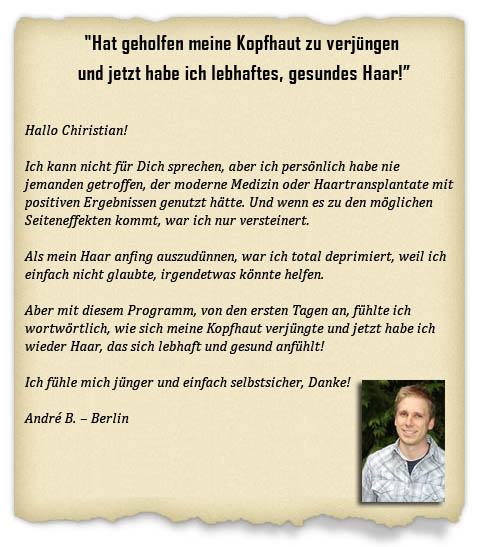 "Hat geholfen meine Kopfhaut zu verjüngen
und jetzt habe ich lebhaftes, gesundes Haar!”
Hallo Chiristian!
Ich kann nicht für Dich sprechen, aber ich persönlich habe nie
jemanden getroffen, der moderne Medizin oder Haartransplantate mit
positiven Ergebnissen genutzt hätte. Und wenn es zu den möglichen
Seiteneffekten kommt, war ich nur versteinert.
Als mein Haar anfing auszudünnen, war ich total deprimiert, weil ich
einfach nicht glaubte, irgendetwas könnte helfen.
Aber mit diesem Programm, von den ersten Tagen an, fühlte ich
wortwörtlich, wie sich meine Kopfhaut verjüngte und jetzt habe ich
wieder Haar, das sich lebhaft und gesund anfühlt!
Ich fühle mich jünger und einfach selbstsicher, Danke!
André B. – Berlin